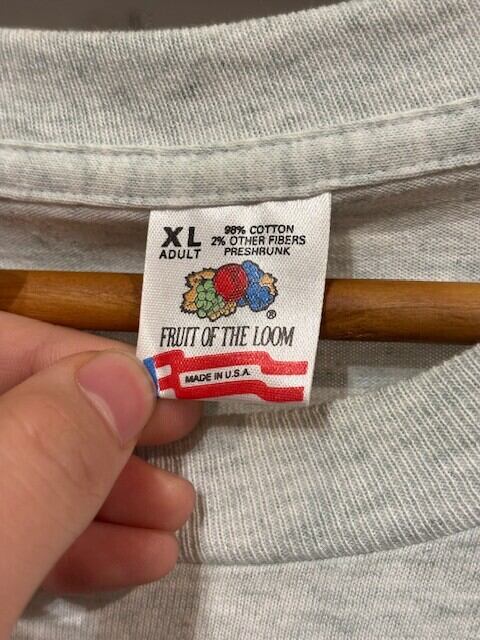 XL
ADULT
98% COTTON
2% OTHER FIBERS
PRESHRUNK
®
FRUIT OF THE LOOM
MADE IN U.S.A.